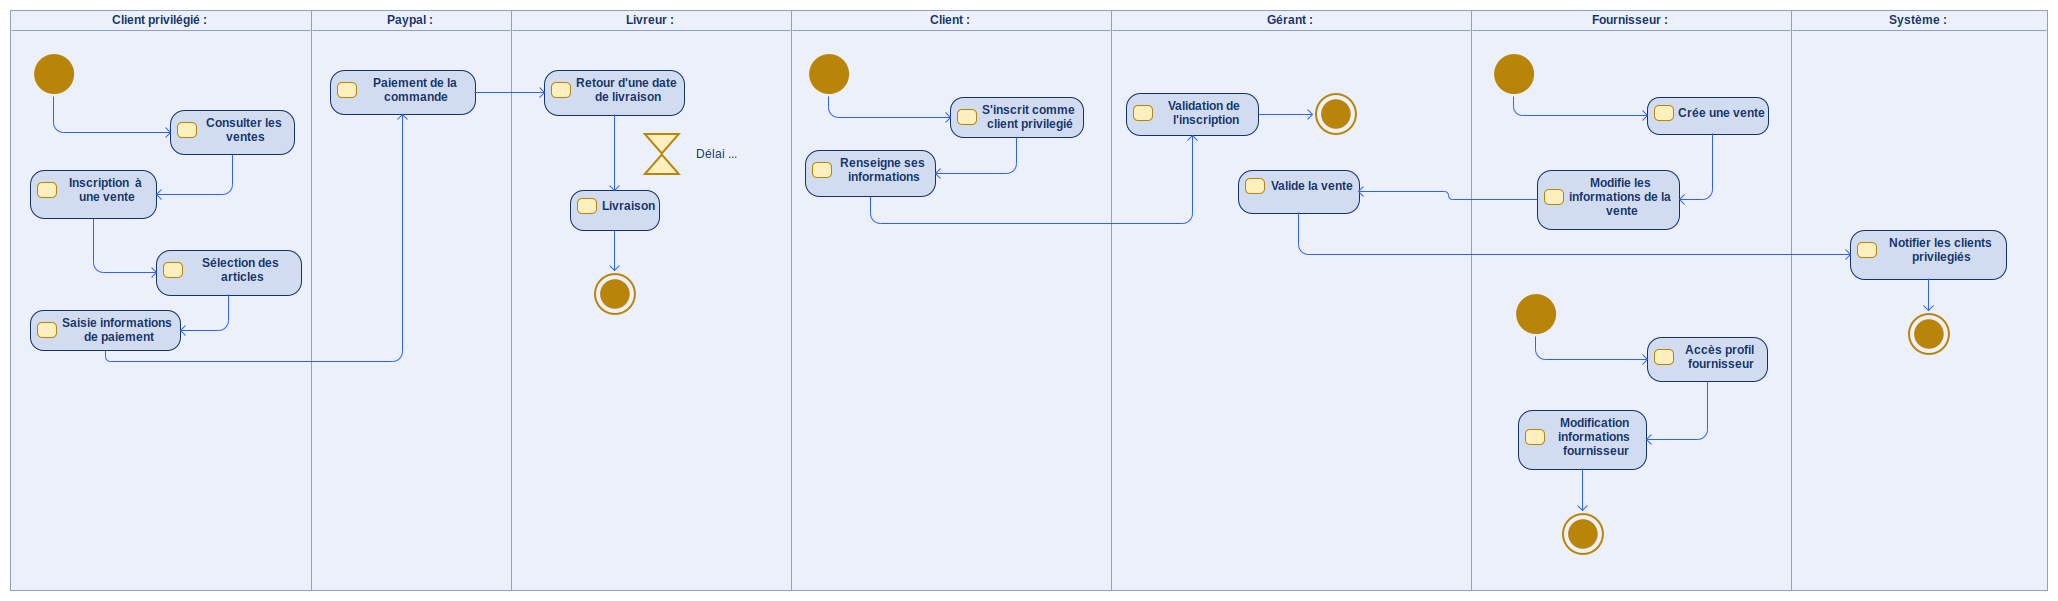 Client privilégié :
Paypal :
Livreur :
Client :
Gérant :
Fournisseur :
Système :
Consulter les
ventes
Inscription à
une vente
Sélection des
articles
Saisie informations
de paiement
Paiement de la
commande
Retour d'une date
de livraison
Délai ...
Livraison
S'inscrit comme
client privilegié
Renseigne ses
informations
Validation de
l'inscription
Valide la vente
Crée une vente
Modifie les
informations de la
vente
Accès profil
fournisseur
Modification
informations
fournisseur
Notifier les clients
privilegiés